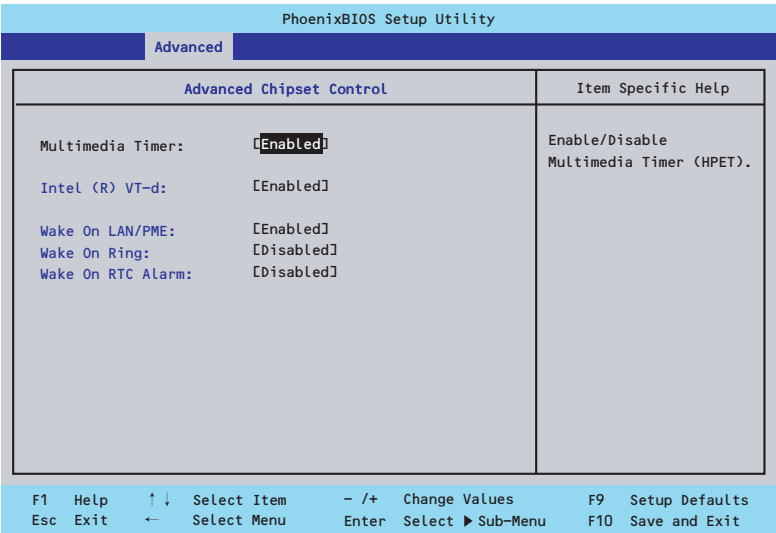 PhoenixBIOS Setup Utility
Advanced
Advanced Chipset Control
Item Specific Help
Multimedia Timer: [Enabled]
Intel (R) VT-d: [Enabled]
Wake On LAN/PME: [Enabled]
Wake On Ring: [Disabled]
Wake On RTC Alarm: [Disabled]
Enable/Disable
Multimedia Timer (HPET).
F1 Help ↑↓ Select Item - /+ Change Values F9 Setup Defaults
Esc Exit ← Select Menu Enter Select ▶ Sub-Menu F10 Save and Exit